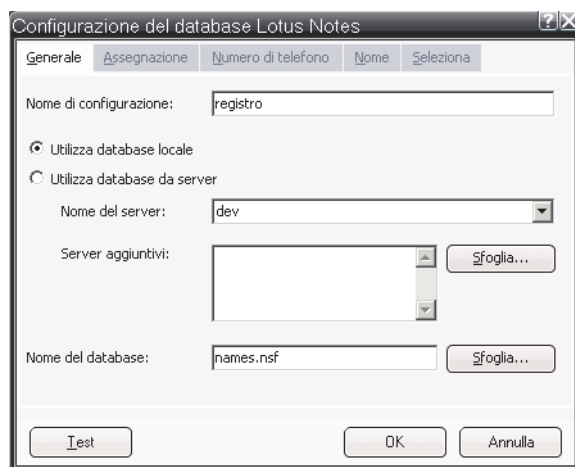 Configurazione del database Lotus Notes
Generale Assegnazione Numero di telefono Nome Seleziona
Nome di configurazione: registro
Utilizza database locale
Utilizza database da server
Nome del server: dev
Server aggiuntivi: Sfoglia...
Nome del database: names.nsf Sfoglia...
Test OK Annulla